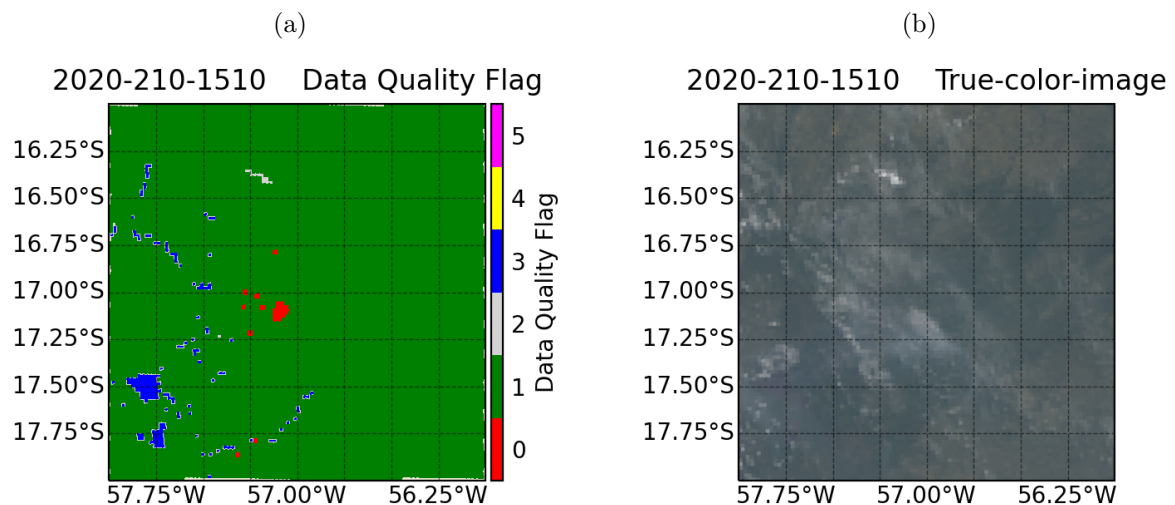 (a)
2020-210-1510 Data Quality Flag
16.25°S
16.50°S
16.75°S
17.00°S
17.25°S
17.50°S
17.75°S
57.75°W 57.00°W 56.25°W
5
4
3
2
1
0
Data Quality Flag
(b)
2020-210-1510 True-color-image
16.25°S
16.50°S
16.75°S
17.00°S
17.25°S
17.50°S
17.75°S
57.75°W 57.00°W 56.25°W